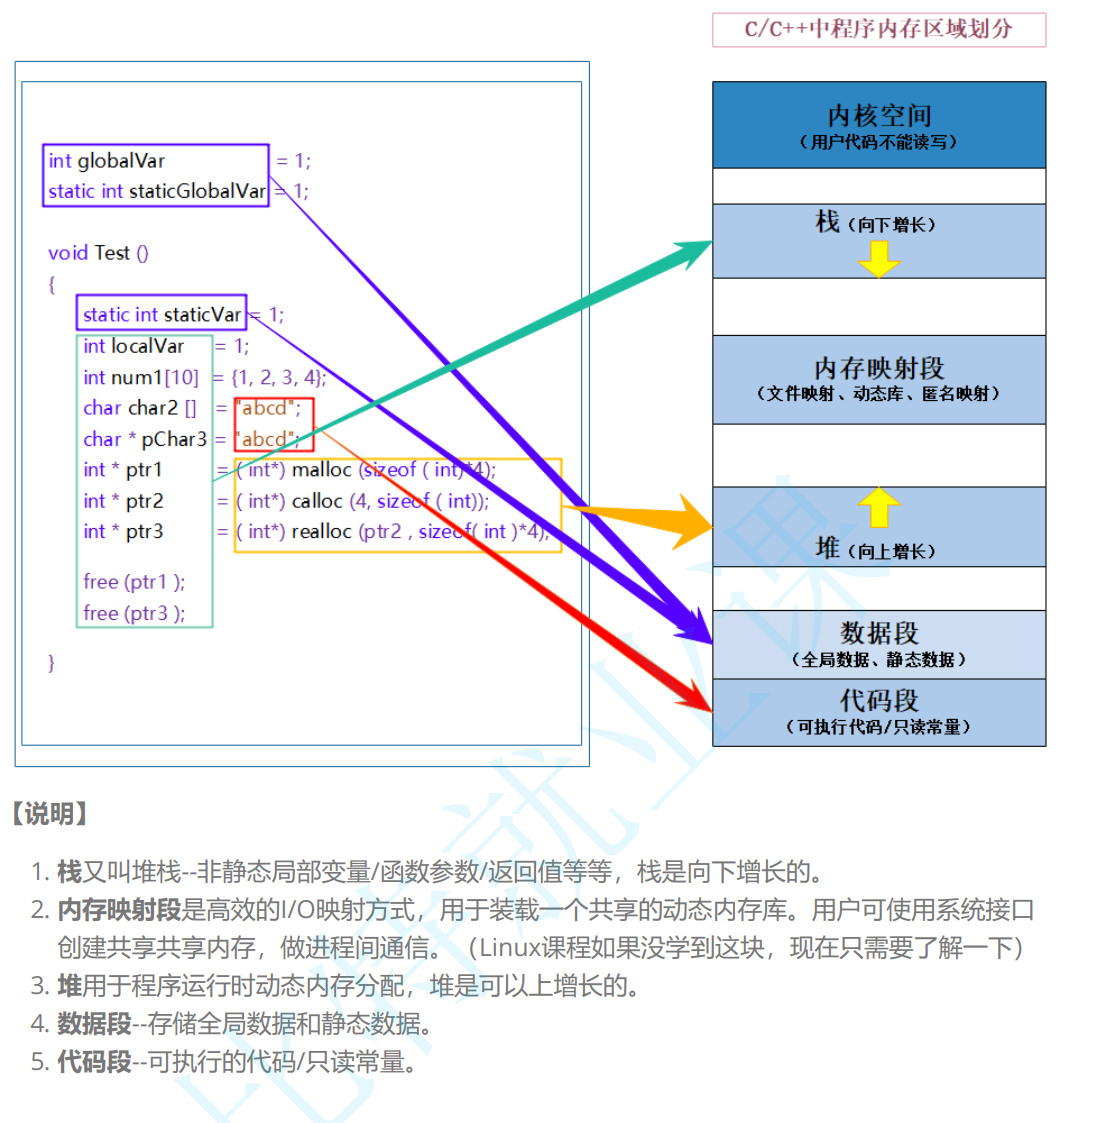 C/C++中程序内存区域划分
int globalVar = 1;
static int staticGlobalVar = 1;
void Test ()
{
static int staticVar = 1;
int localVar = 1;
int num1[10] = {1, 2, 3, 4};
char char2 [] = "abcd";
char * pChar3 = "abcd";
int * ptr1 = ( int*) malloc (sizeof ( int)*4);
int * ptr2 = ( int*) calloc (4, sizeof ( int));
int * ptr3 = ( int*) realloc (ptr2 , sizeof( int )*4);
free (ptr1 );
free (ptr3 );
}
内核空间
（用户代码不能读写）
栈（向下增长）
内存映射段
（文件映射、动态库、匿名映射）
堆（向上增长）
数据段
（全局数据、静态数据）
代码段
（可执行代码/只读常量）
【说明】
1. 栈又叫堆栈--非静态局部变量/函数参数/返回值等等，栈是向下增长的。
2. 内存映射段是高效的I/O映射方式，用于装载一个共享的动态内存库。用户可使用系统接口
创建共享共享内存，做进程间通信。（Linux课程如果没学到这块，现在只需要了解一下）
3. 堆用于程序运行时动态内存分配，堆是可以上增长的。
4. 数据段--存储全局数据和静态数据。
5. 代码段--可执行的代码/只读常量。
比特就业课